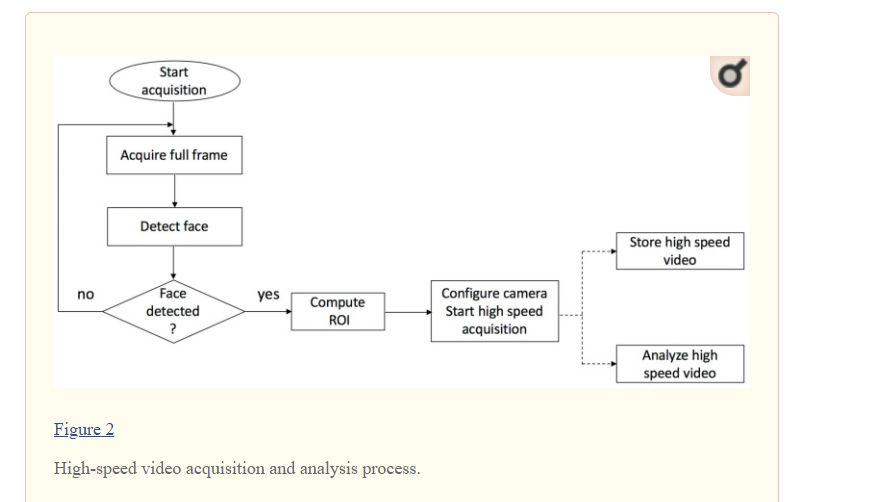 Start
acquisition
Acquire full frame
Detect face
Face
detected
?
no
yes
Compute
ROI
Configure camera
Start high speed
acquisition
Store high speed
video
Analyze high
speed video
Figure 2
High-speed video acquisition and analysis process.